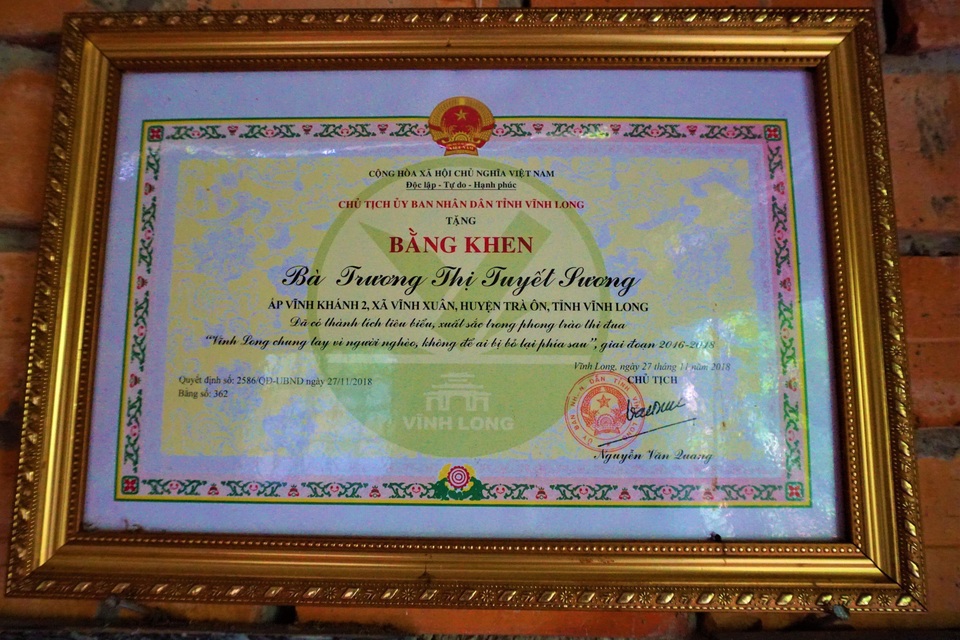 CỘNG HÒA XÃ HỘI CHỦ NGHĨA VIỆT NAM
Độc lập - Tự do - Hạnh phúc
CHỦ TỊCH ỦY BAN NHÂN DÂN TỈNH VĨNH LONG
TẶNG
BẰNG KHEN
Bà Trương Thị Tuyết Sương
ẤP VĨNH KHÁNH 2, XÃ VĨNH XUÂN, HUYỆN TRÀ ÔN, TỈNH VĨNH LONG
Đã có thành tích tiêu biểu, xuất sắc trong phong trào thi đua
"Vĩnh Long chung tay vì người nghèo, không để ai bị bỏ lại phía sau", giai đoạn 2016-2018
Vĩnh Long, ngày 27 tháng 11 năm 2018
Quyết định số: 2586/QĐ-UBND ngày 27/11/2018
Bằng số: 362
CHỦ TỊCH
VĨNH LONG
Nguyễn Văn Quang